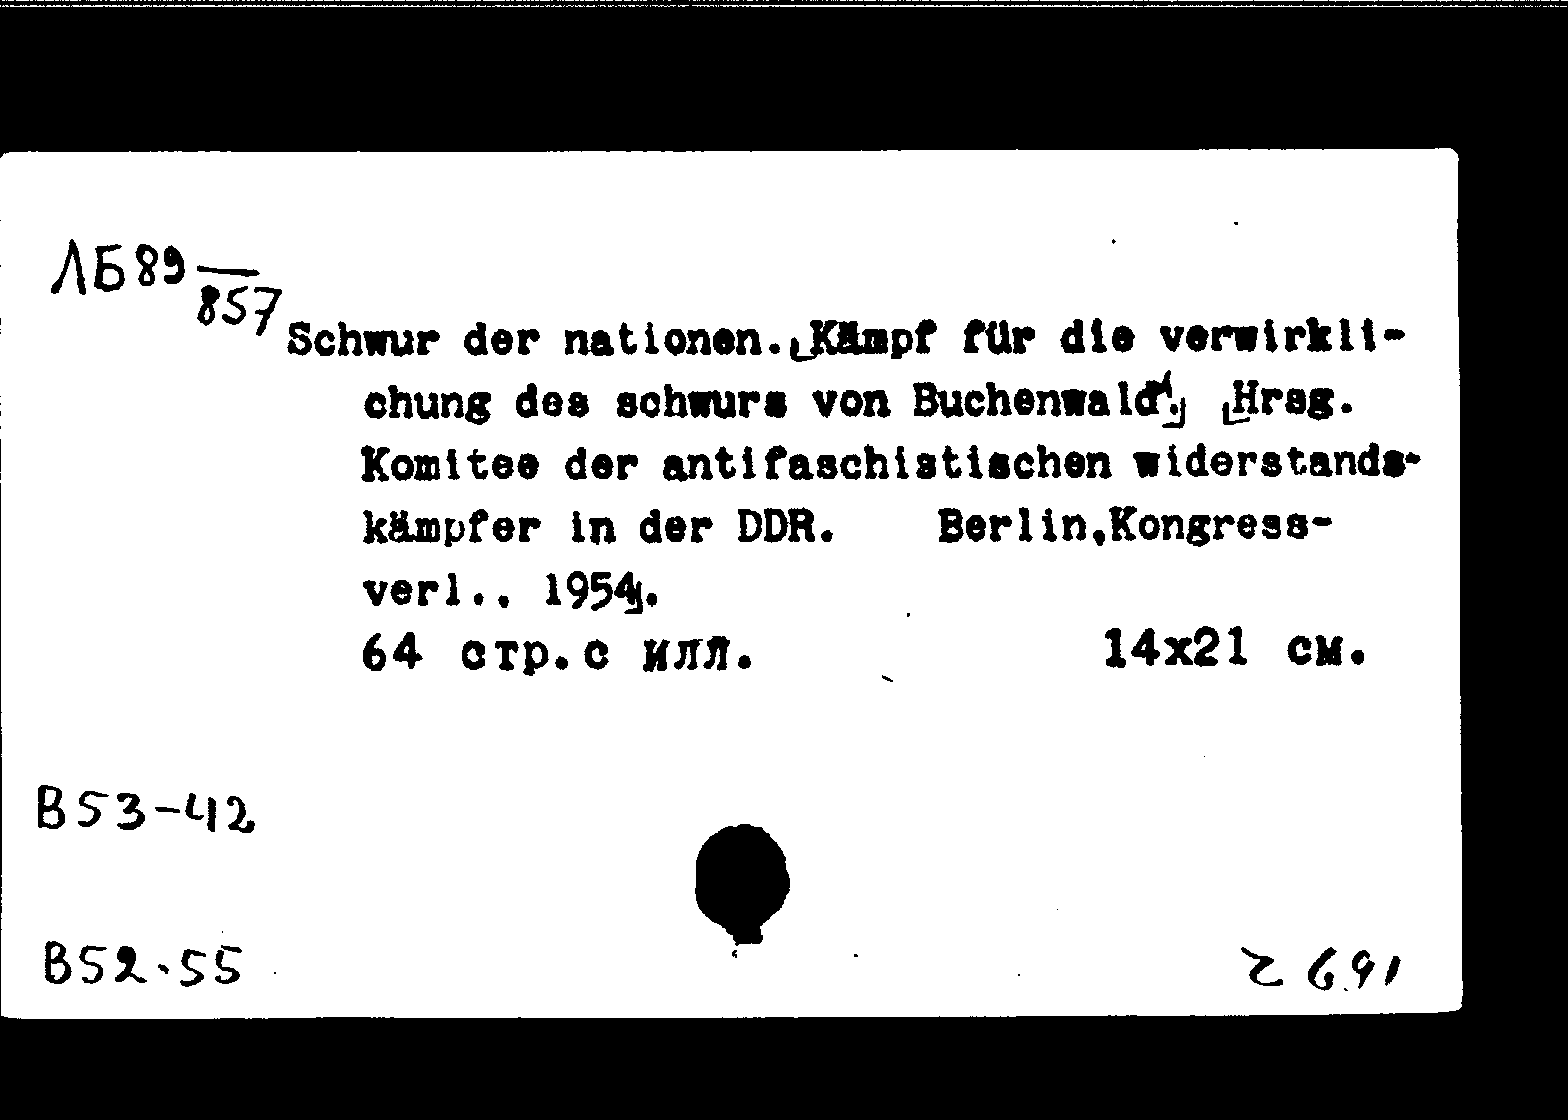 ЛБ89—
857
Schwur der nationen. [Kämpf für die verwirkli-
chung des schwurs von Buchenwald.] [Hrsg.
Komitee der antifaschistischen widerstands-
kämpfer in der DDR. Berlin,Kongress-
verl.. 1954].
64 стр.с илл. 14x21 см.
B53-42
B52-55
Z 691